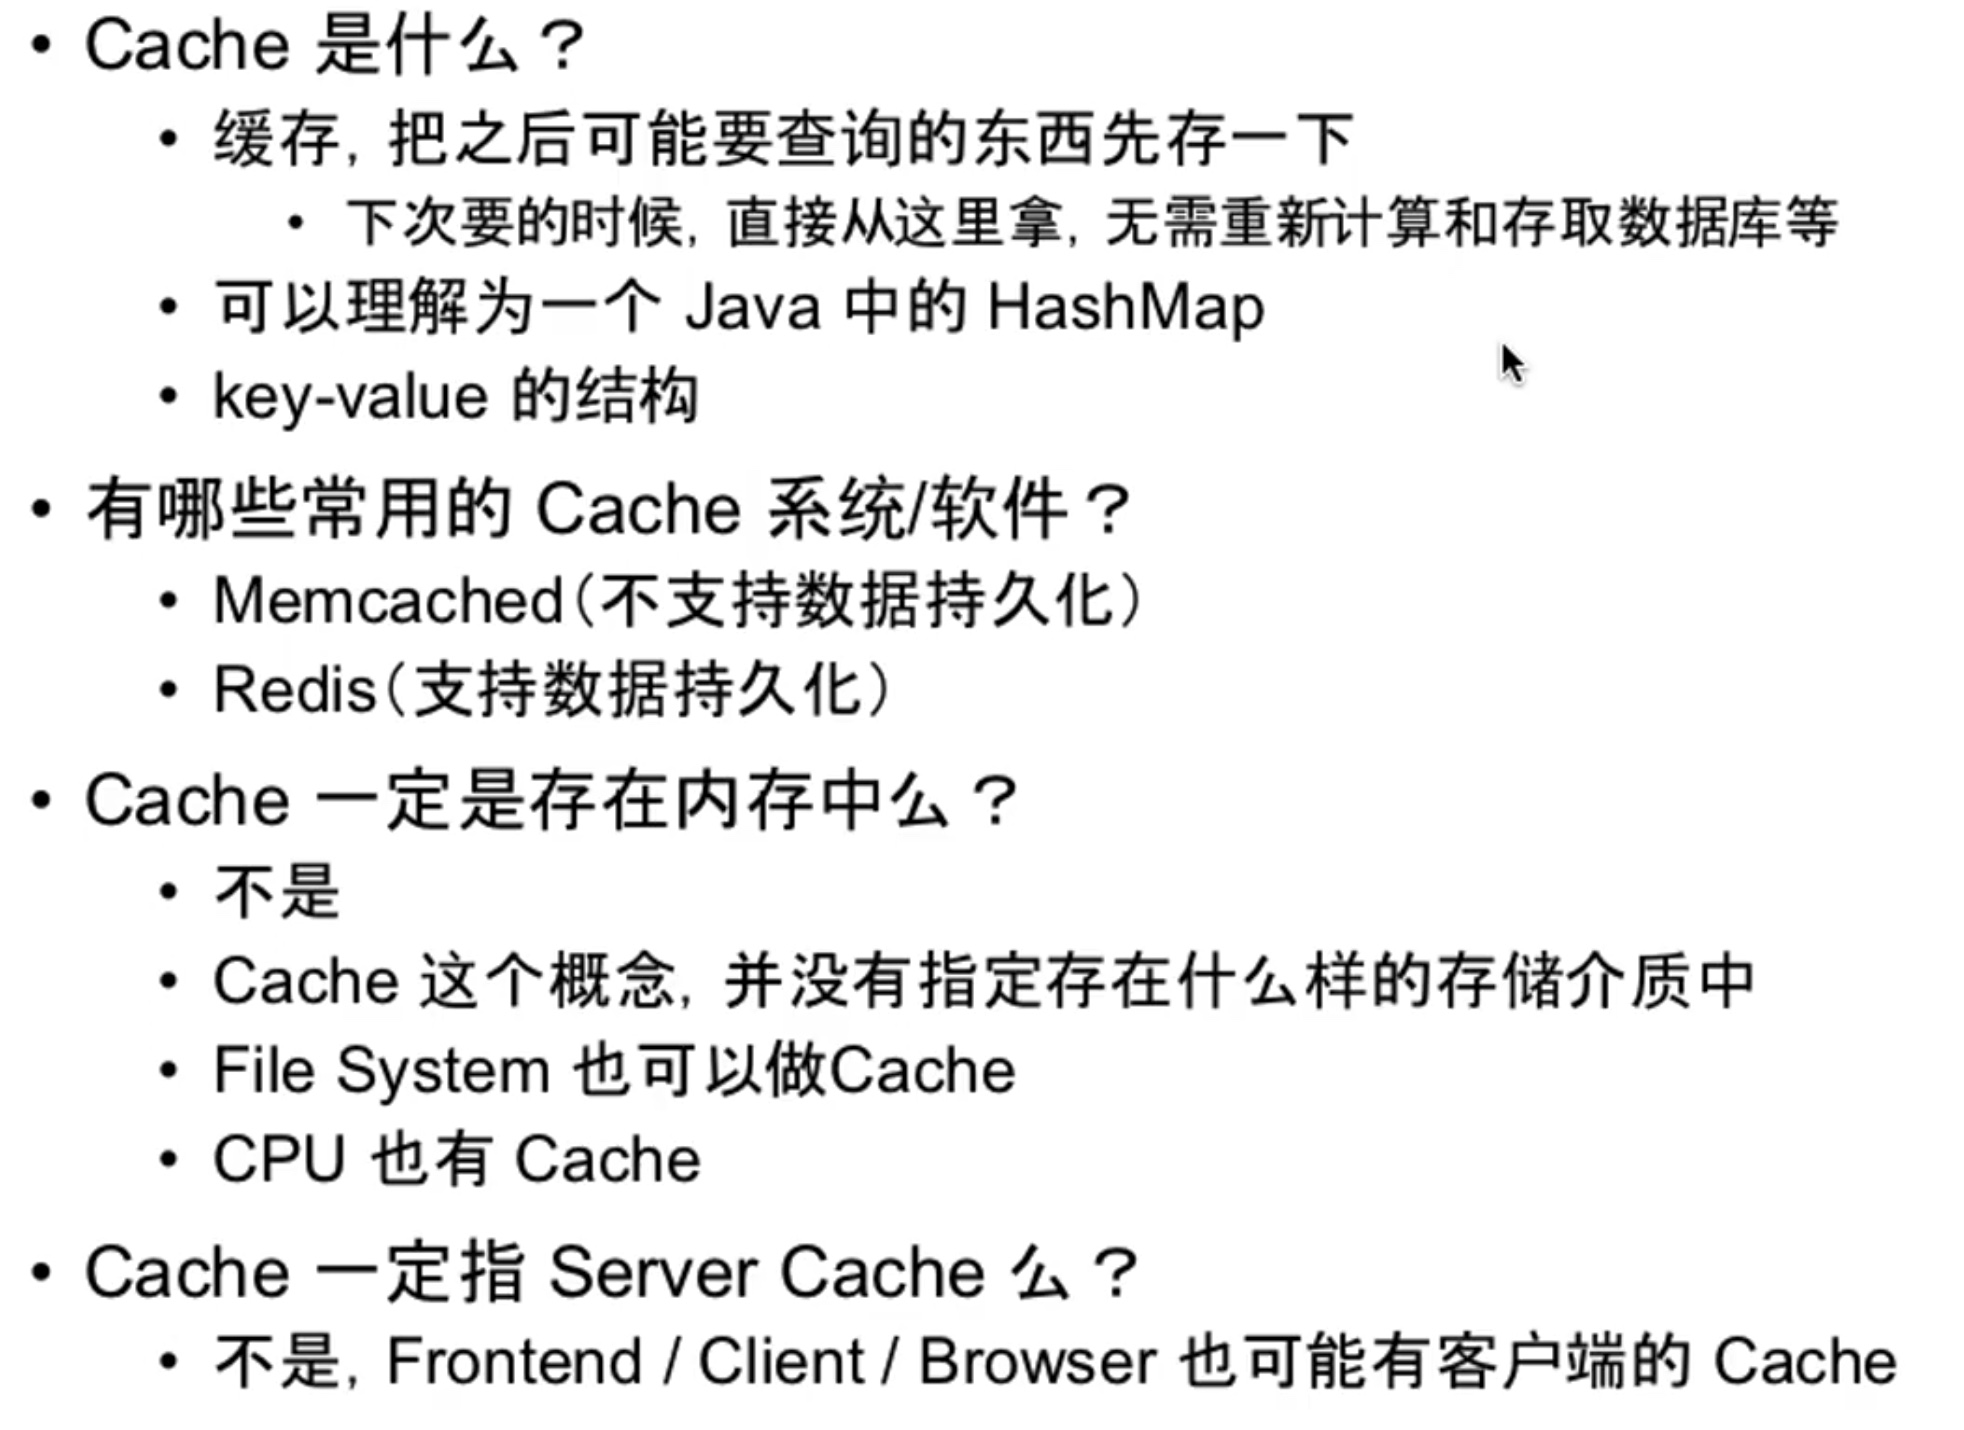 • Cache 是什么？
• 缓存，把之后可能要查询的东西先存一下
• 下次要的时候，直接从这里拿，无需重新计算和存取数据库等
• 可以理解为一个 Java 中的 HashMap
• key-value 的结构
• 有哪些常用的 Cache 系统/软件？
• Memcached（不支持数据持久化）
• Redis（支持数据持久化）
• Cache 一定是存在内存中么？
• 不是
• Cache 这个概念，并没有指定存在什么样的存储介质中
• File System 也可以做Cache
• CPU 也有 Cache
• Cache 一定指 Server Cache 么？
• 不是，Frontend / Client / Browser 也可能有客户端的 Cache